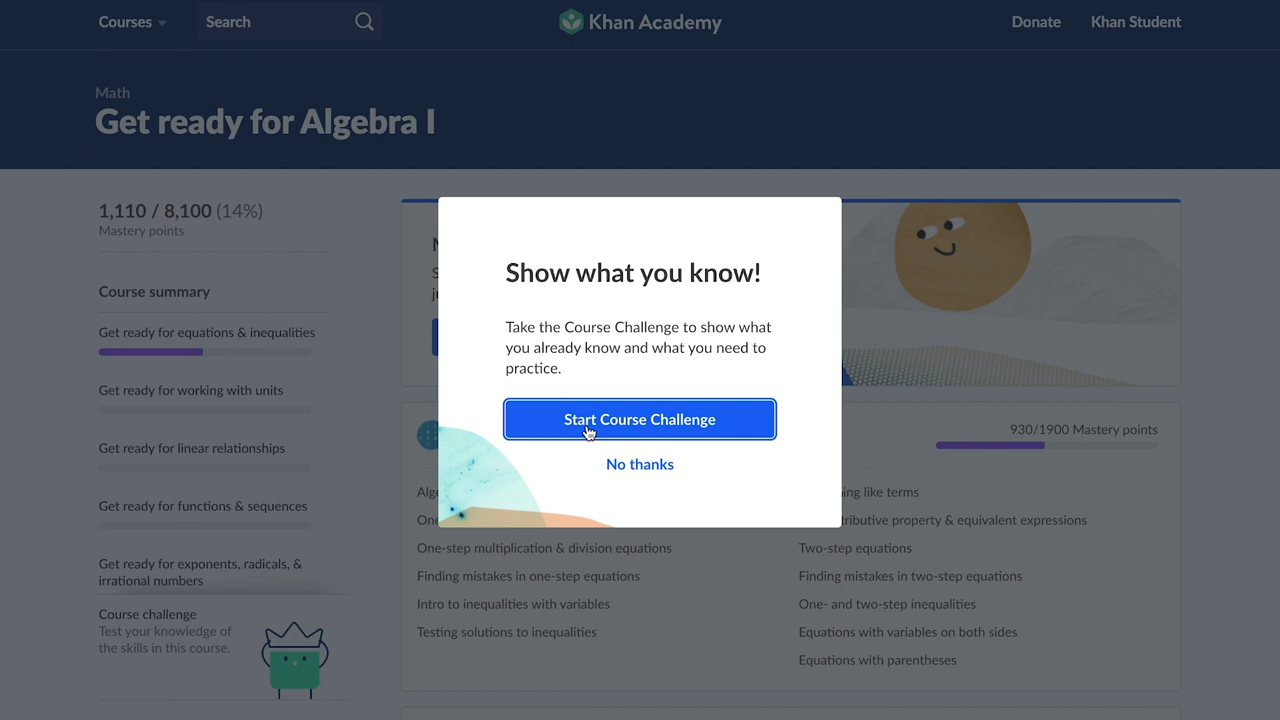 Courses
Search
Khan Academy
Donate
Khan Student
Math
Get ready for Algebra I
1,110 / 8,100 (14%)
Mastery points
Course summary
Get ready for equations & inequalities
Get ready for working with units
Get ready for linear relationships
Get ready for functions & sequences
Get ready for exponents, radicals, &
irrational numbers
Course challenge
Test your knowledge of
the skills in this course.
Show what you know!
Take the Course Challenge to show what
you already know and what you need to
practice.
Start Course Challenge
No thanks
930/1900 Mastery points
like terms
property & equivalent expressions
One-step multiplication & division equations
Two-step equations
Finding mistakes in one-step equations
Finding mistakes in two-step equations
Intro to inequalities with variables
One- and two-step inequalities
Testing solutions to inequalities
Equations with variables on both sides
Equations with parentheses